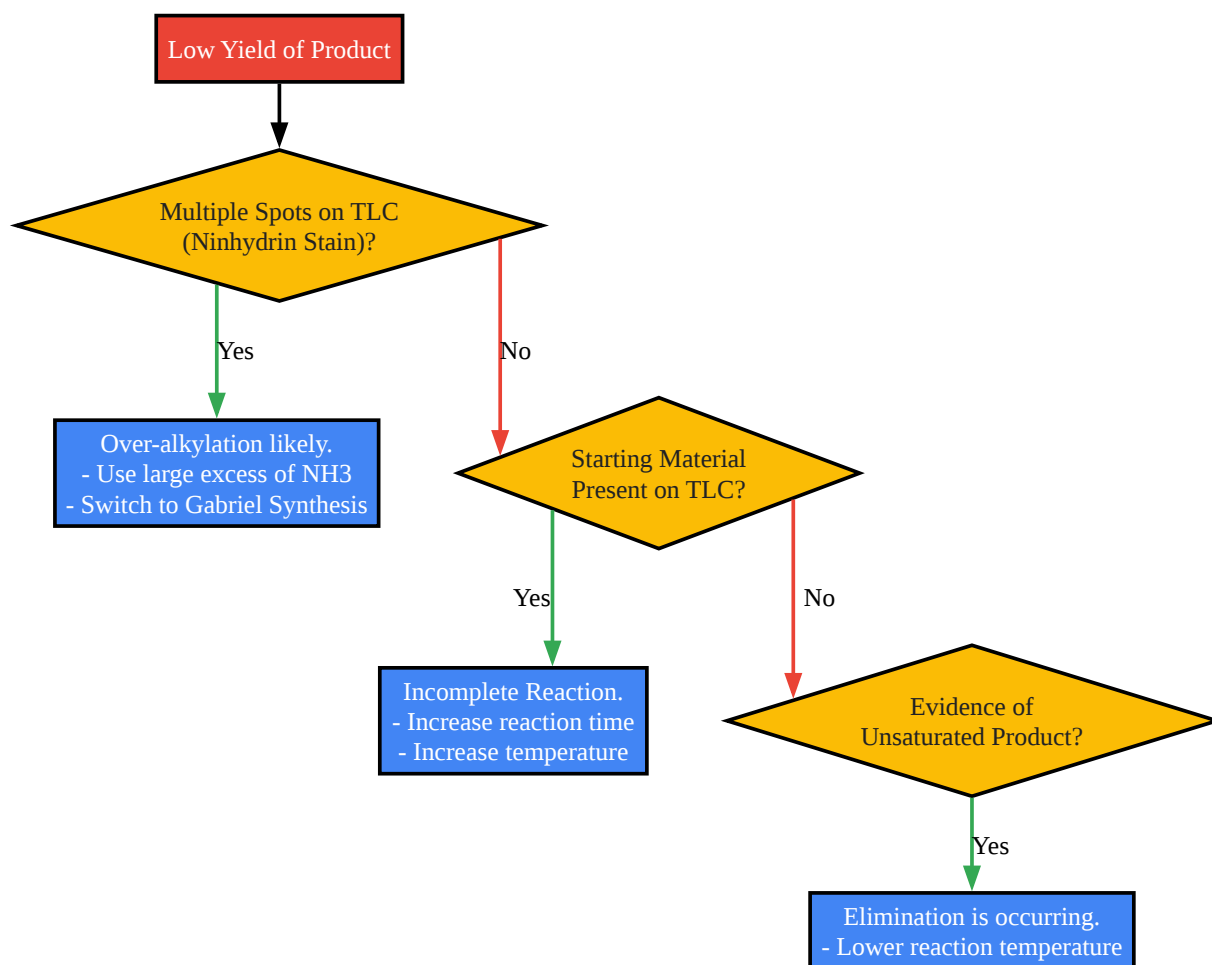 Low Yield of Product
Multiple Spots on TLC
(Ninhydrin Stain)?
Yes
No
Over-alkylation likely.
- Use large excess of NH3
- Switch to Gabriel Synthesis
Starting Material
Present on TLC?
Yes
No
Incomplete Reaction.
- Increase reaction time
- Increase temperature
Evidence of
Unsaturated Product?
Yes
Elimination is occurring.
- Lower reaction temperature